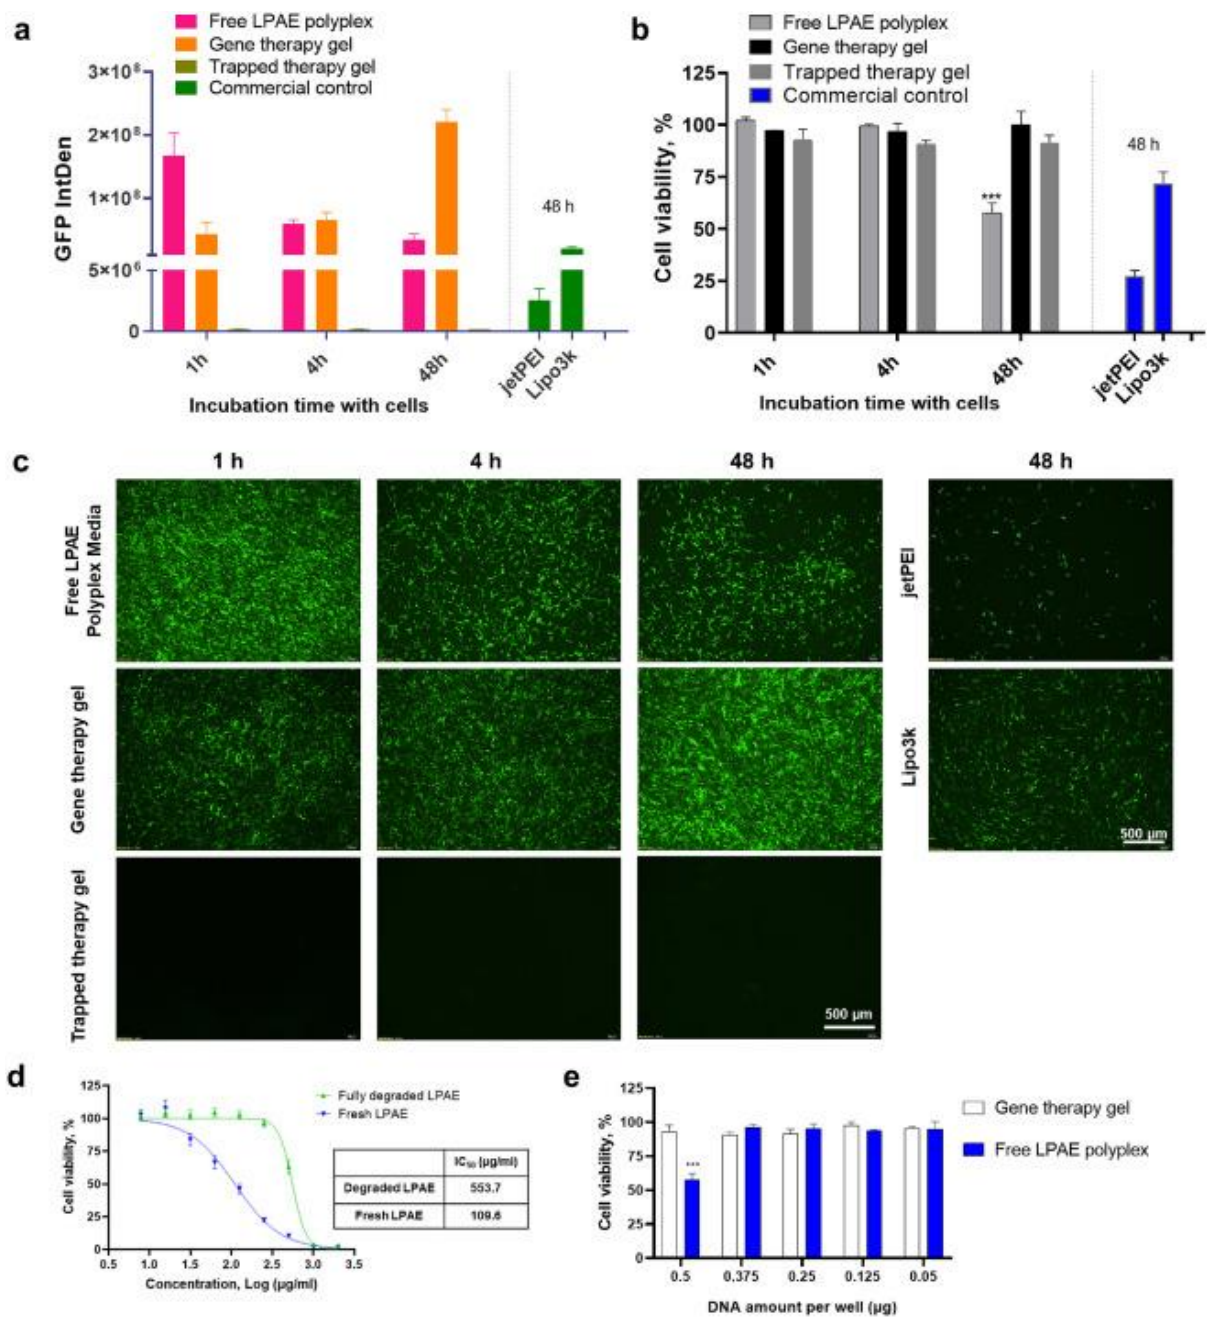 a
Free LPAE polyplex
Gene therapy gel
Trapped therapy gel
Commercial control
3×10⁸
2×10⁸
1×10⁸
5×10⁶
0
GFP IntDen
48 h
1h
4h
48h
jetPEI
Lipo3k
Incubation time with cells
b
Free LPAE polyplex
Gene therapy gel
Trapped therapy gel
Commercial control
125
100
75
50
25
0
Cell viability, %
***
48 h
1h
4h
48h
jetPEI
Lipo3k
Incubation time with cells
c
1 h
4 h
48 h
48 h
Free LPAE
Polyplex Media
jetPEI
Gene therapy gel
Lipo3k
500 µm
Trapped therapy gel
500 µm
d
125
100
75
50
25
0
Cell viability, %
Fully degraded LPAE
Fresh LPAE
IC₅₀ (µg/ml)
Degraded LPAE 553.7
Fresh LPAE 109.6
0.5 1.0 1.5 2.0 2.5 3.0 3.5
Concentration, Log (µg/ml)
e
125
100
75
50
25
0
Cell viability, %
***
Gene therapy gel
Free LPAE polyplex
0.5 0.375 0.25 0.125 0.05
DNA amount per well (µg)